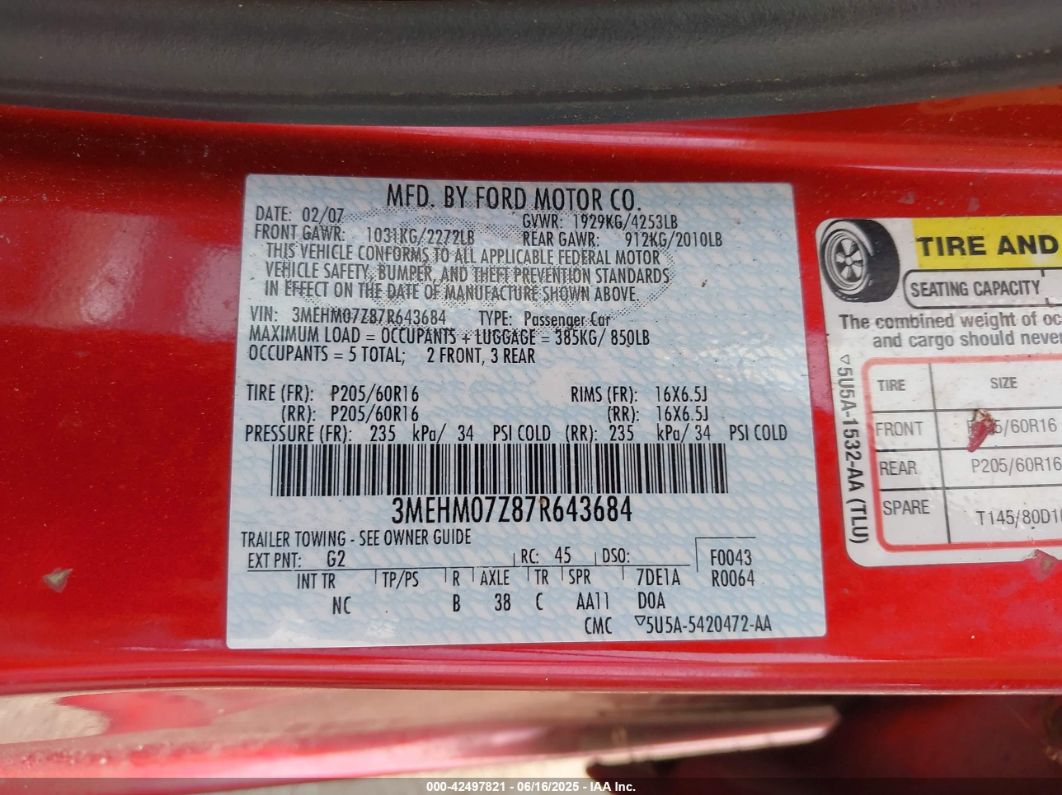 MFD. BY FORD MOTOR CO.
DATE: 02/07 GVWR: 1929KG/4253LB
FRONT GAWR: 1031KG/2272LB REAR GAWR: 912KG/2010LB
THIS VEHICLE CONFORMS TO ALL APPLICABLE FEDERAL MOTOR
VEHICLE SAFETY, BUMPER, AND THEFT PREVENTION STANDARDS
IN EFFECT ON THE DATE OF MANUFACTURE SHOWN ABOVE.
VIN: 3MEHM07Z87R643684 TYPE: Passenger Car
MAXIMUM LOAD = OCCUPANTS + LUGGAGE = 385KG/ 850LB
OCCUPANTS = 5 TOTAL; 2 FRONT, 3 REAR
TIRE (FR): P205/60R16 RIMS (FR): 16X6.5J
(RR): P205/60R16 (RR): 16X6.5J
PRESSURE (FR): 235 kPa/ 34 PSI COLD (RR): 235 kPa/ 34 PSI COLD
3MEHM07Z87R643684
TRAILER TOWING - SEE OWNER GUIDE
EXT PNT: G2 RC: 45 DSO: F0043
INT TR TP/PS R AXLE TR SPR 7DE1A R0064
NC B 38 C AA11 D0A
CMC ▽5U5A-5420472-AA
TIRE AND
SEATING CAPACITY
The combined weight of
and cargo should never
▽5U5A-1532-AA (TLU)
TIRE SIZE
FRONT 5/60R16
REAR P205/60R16
SPARE T145/80D1
000-42497821 - 06/16/2025 - IAA Inc.